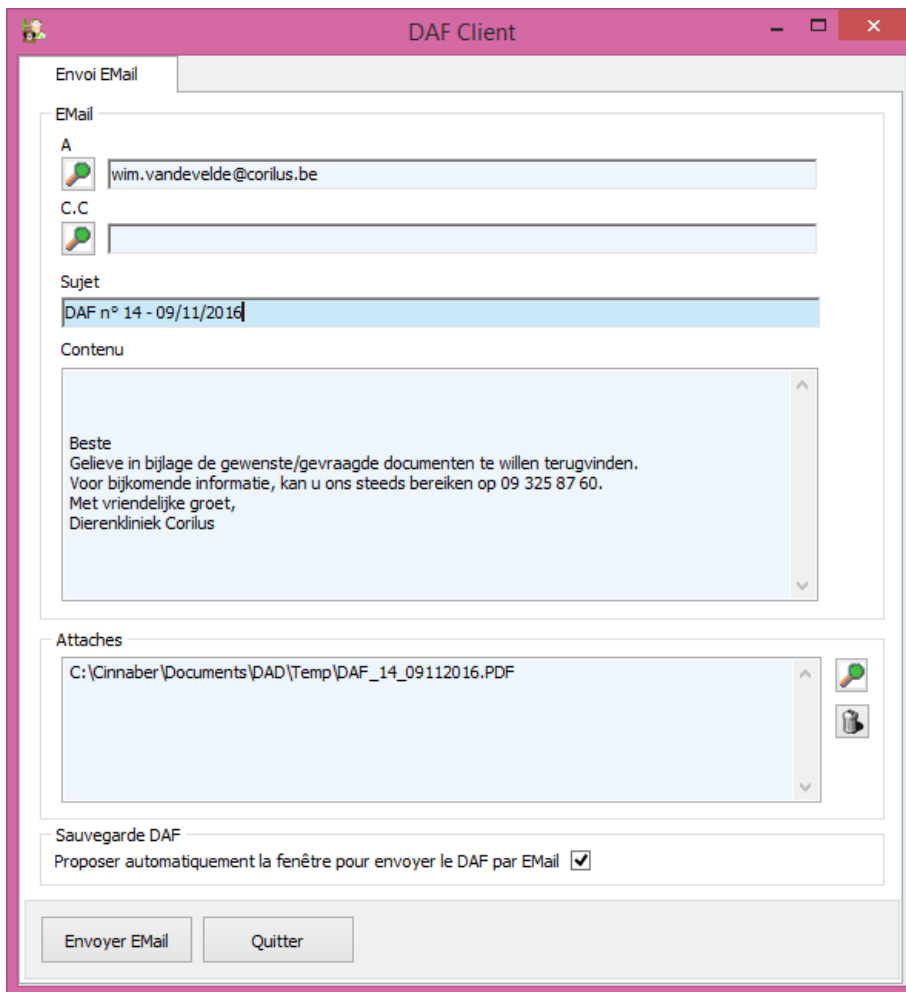 DAF Client
Envoi EMail
EMail
A
wim.vandevelde@corilus.be
C.C
Sujet
DAF n° 14 - 09/11/2016
Contenu
Beste
Gelieve in bijlage de gewenste/gevraagde documenten te willen terugvinden.
Voor bijkomende informatie, kan u ons steeds bereiken op 09 325 87 60.
Met vriendelijke groet,
Dierenkliniek Corilus
Attaches
C:\Cinnaber\Documents\DAD\Temp\DAF_14_09112016.PDF
Sauvegarde DAF
Proposer automatiquement la fenêtre pour envoyer le DAF par EMail
Envoyer EMail
Quitter